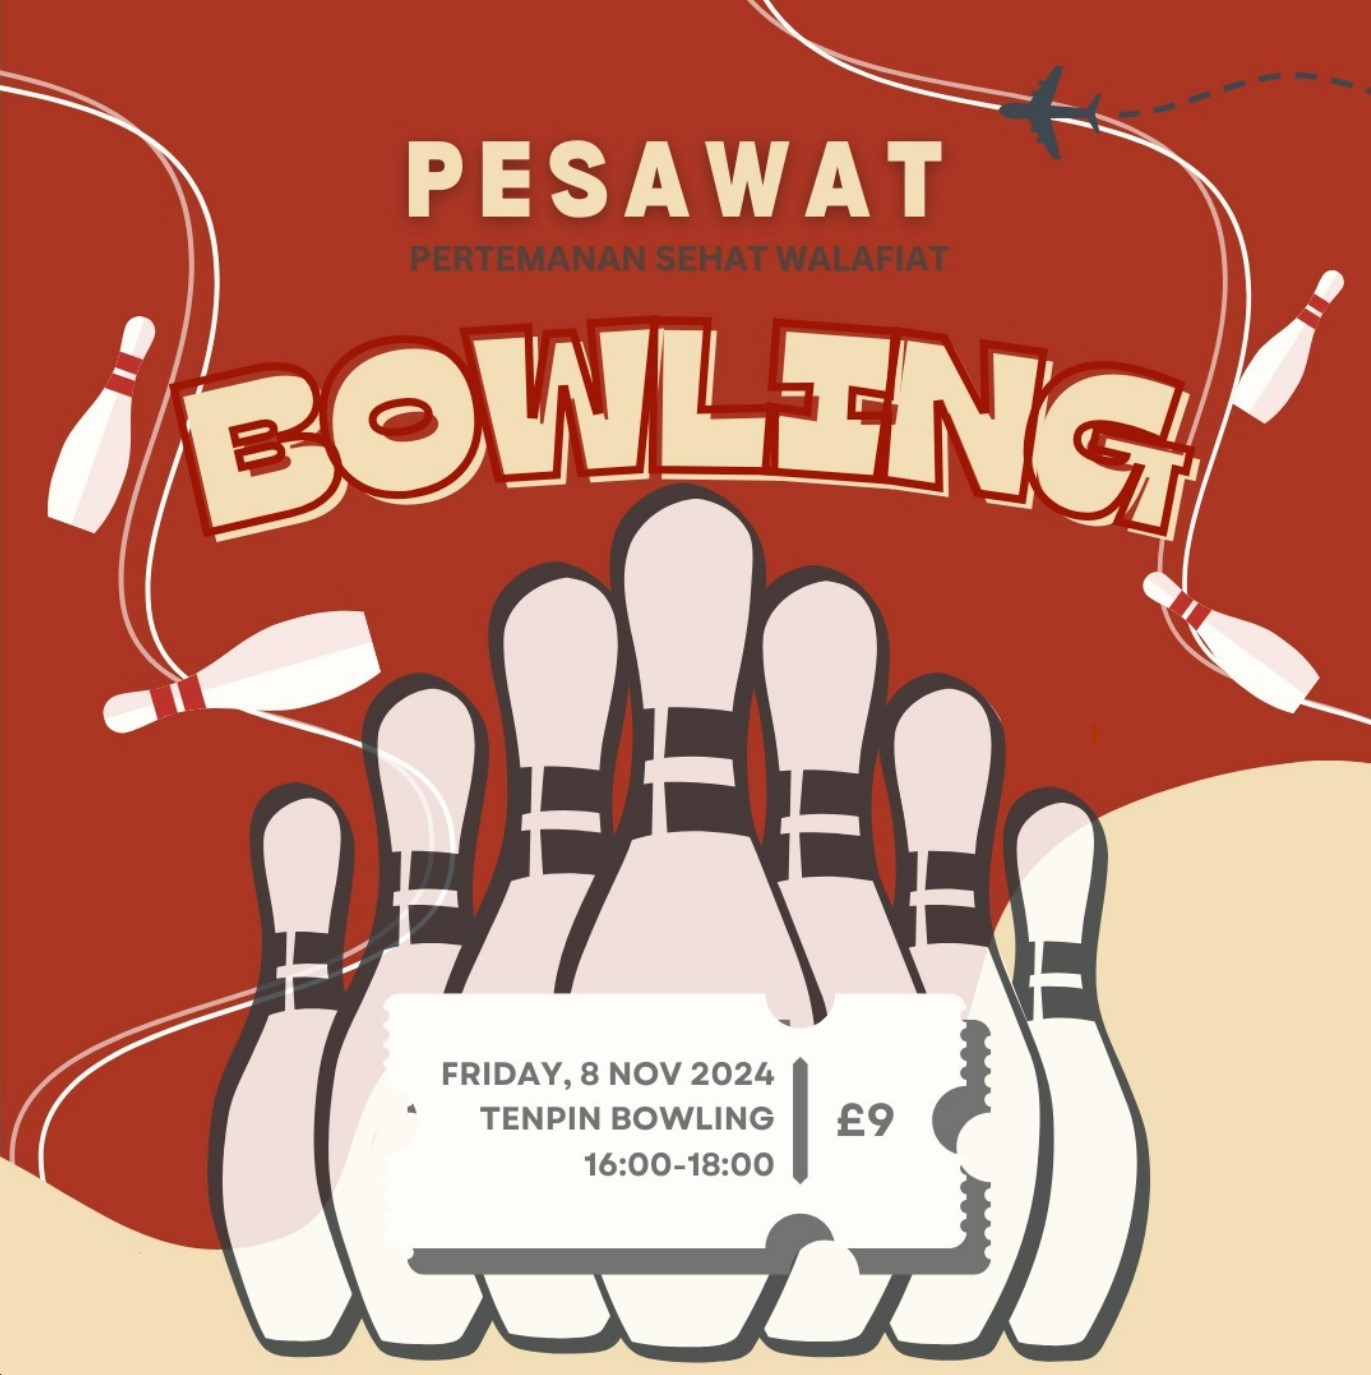 PESAWAT
PERTEMANAN SEHAT WALAFIAT
BOWLING
FRIDAY, 8 NOV 2024
TENPIN BOWLING
16:00-18:00
£9